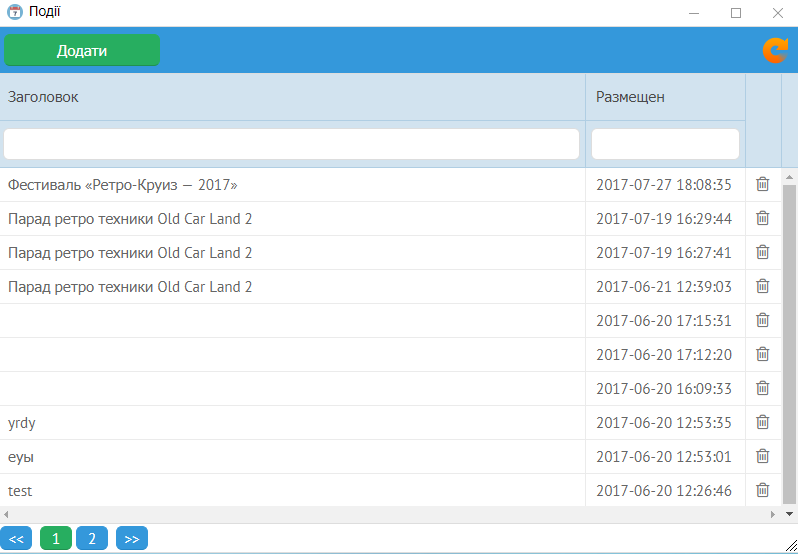 Події
Додати
Заголовок Размещен
Фестиваль «Ретро-Круиз — 2017» 2017-07-27 18:08:35
Парад ретро техники Old Car Land 2 2017-07-19 16:29:44
Парад ретро техники Old Car Land 2 2017-07-19 16:27:41
Парад ретро техники Old Car Land 2 2017-06-21 12:39:03
2017-06-20 17:15:31
2017-06-20 17:12:20
2017-06-20 16:09:33
yrdy 2017-06-20 12:53:35
еуы 2017-06-20 12:53:01
test 2017-06-20 12:26:46
<< 1 2 >>